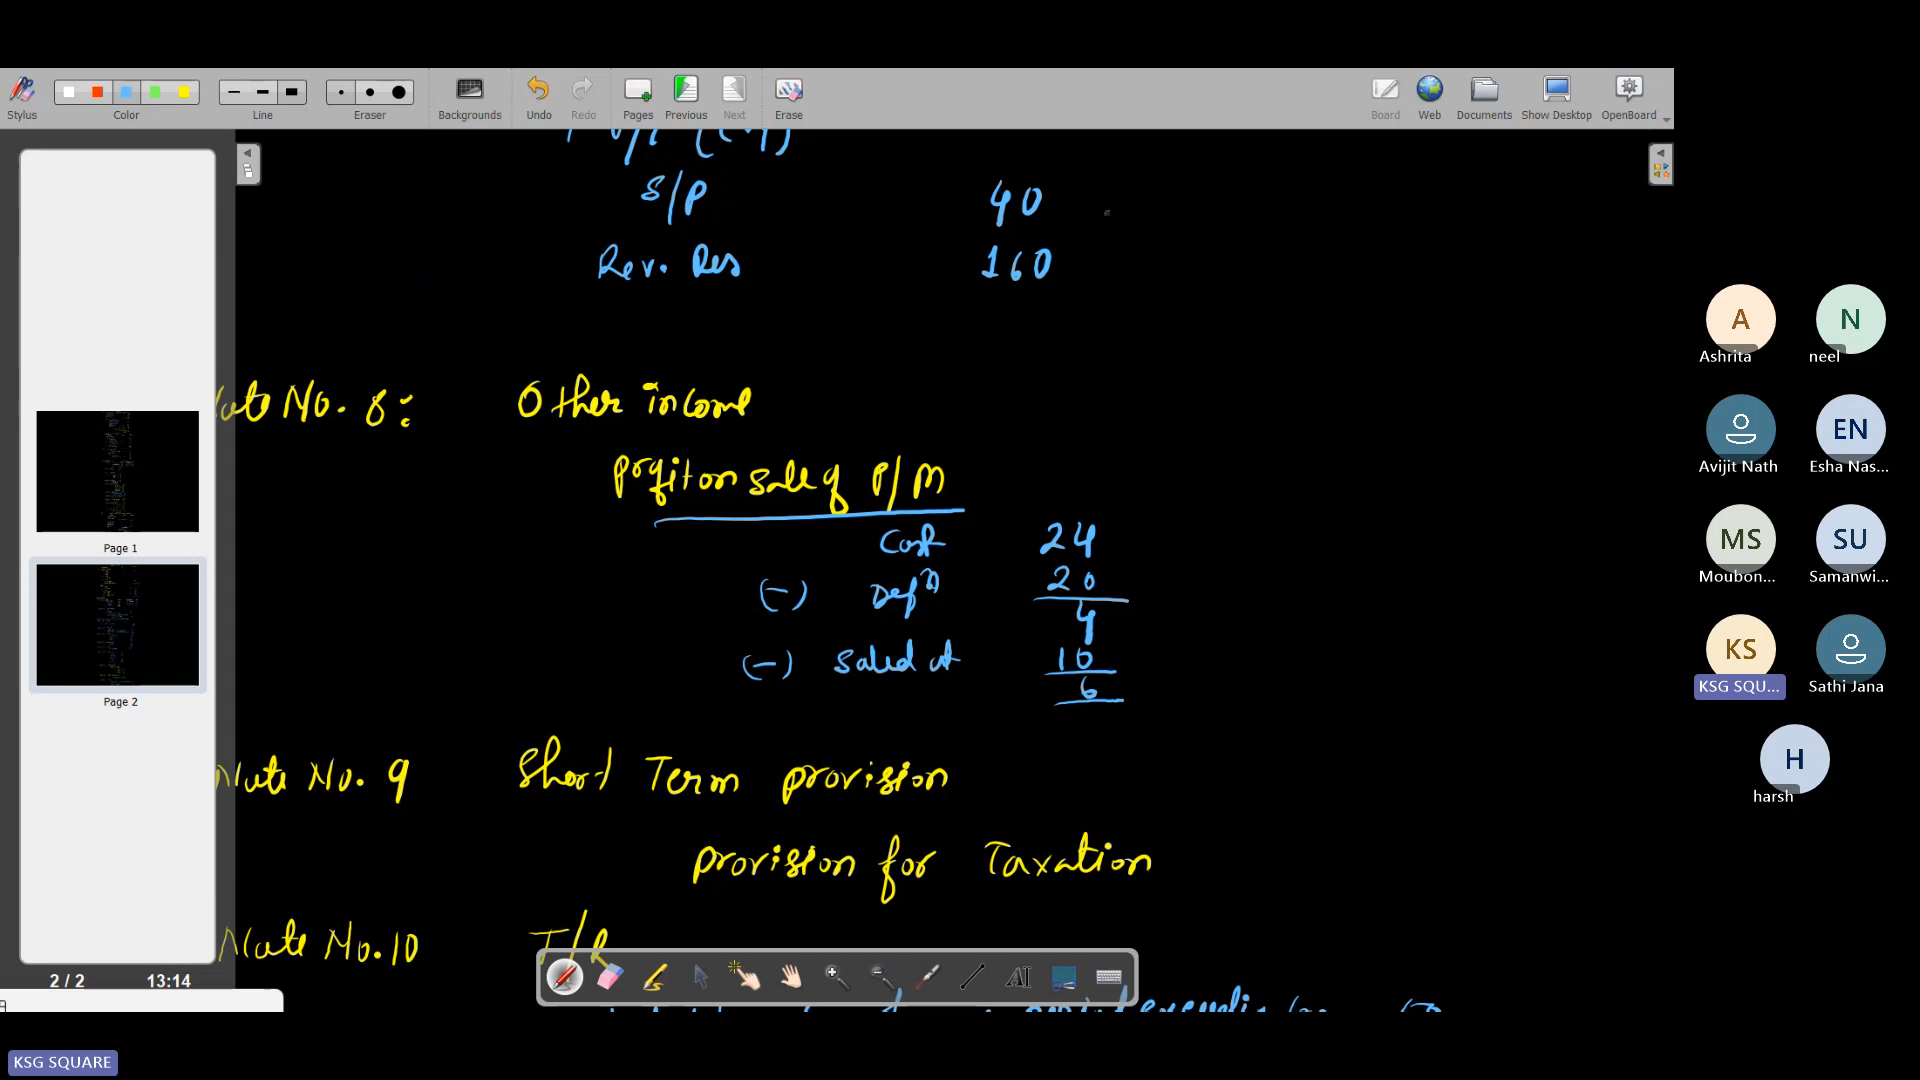 Stylus
Color
Line
Eraser
Backgrounds
Undo
Redo
Pages
Previous
Next
Erase
Board
Web
Documents
Show Desktop
OpenBoard
S/P 40
Rev. Res 160
Note No. 8: Other income
Profit on sale of P/M
Cost 24
(-) Depn 20
4
(-) Saled at 10
6
Note No. 9 Short Term provision
provision for Taxation
Note No. 10 T/R
Page 1
Page 2
2 / 2 13:14
A
Ashrita
N
neel
Avijit Nath
EN
Esha Nas...
MS
Moubon...
SU
Samanwi...
KS
KSG SQU...
Sathi Jana
H
harsh
KSG SQUARE